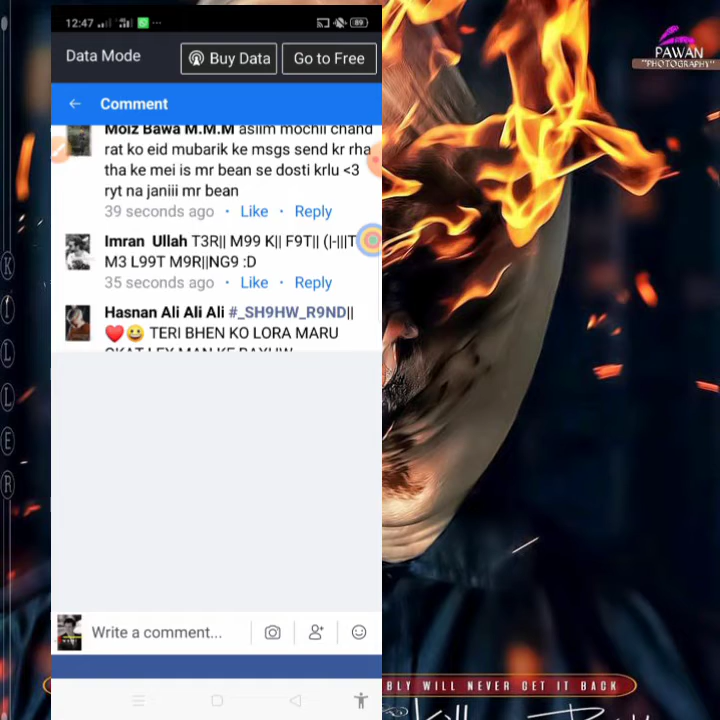 12:47
89
PAWAN
"PHOTOGRAPHY"
Data Mode
Buy Data
Go to Free
Comment
Moiz Bawa M.M.M aslim mochii chand
rat ko eid mubarik ke msgs send kr rha
tha ke mei is mr bean se dosti krlu <3
ryt na janiii mr bean
39 seconds ago · Like · Reply
Imran Ullah T3R|| M99 K|| F9T|| (|-|||T
M3 L99T M9R||NG9 :D
35 seconds ago · Like · Reply
Hasnan Ali Ali Ali #_SH9HW_R9ND||
❤️😀 TERI BHEN KO LORA MARU
KILLER
Write a comment...
BLY WILL NEVER GET IT BACK